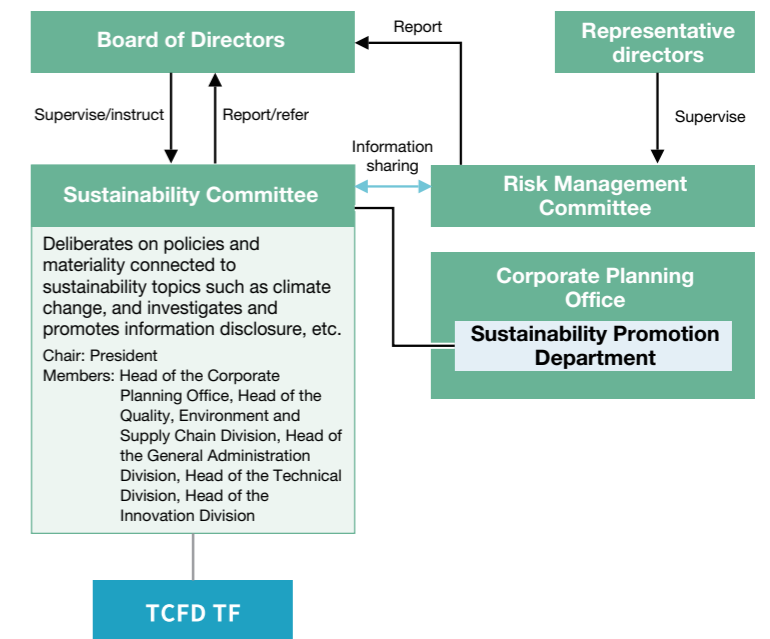 Board of Directors
Report
Representative
directors
Supervise/instruct
Report/refer
Supervise
Information
sharing
Sustainability Committee
Risk Management
Committee
Deliberates on policies and
materiality connected to
sustainability topics such as climate
change, and investigates and
promotes information disclosure, etc.
Chair: President
Members: Head of the Corporate
Planning Office, Head of the
Quality, Environment and
Supply Chain Division, Head of
the General Administration
Division, Head of the Technical
Division, Head of the
Innovation Division
Corporate Planning
Office
Sustainability Promotion
Department
TCFD TF